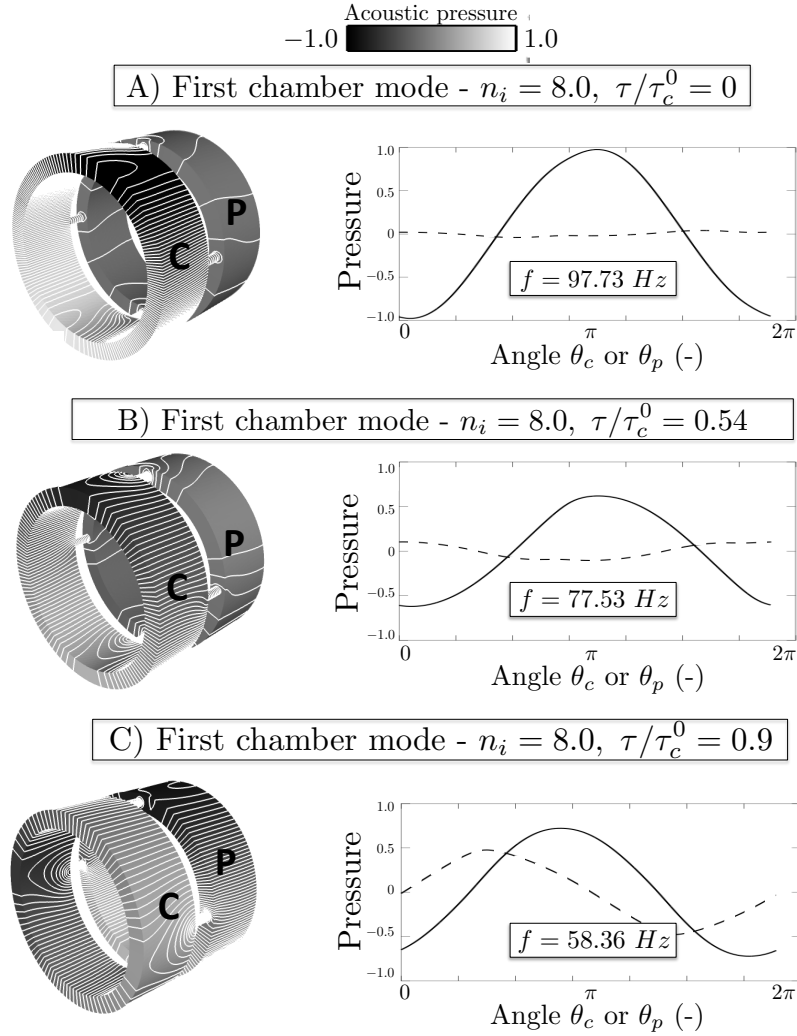 Acoustic pressure
−1.0 1.0
A) First chamber mode - n_i = 8.0, τ/τ_c^0 = 0
P
C
Pressure
1.0
0.5
0
−0.5
−1.0
f = 97.73 Hz
0 π 2π
Angle θ_c or θ_p (-)
B) First chamber mode - n_i = 8.0, τ/τ_c^0 = 0.54
P
C
Pressure
1.0
0.5
0
−0.5
−1.0
f = 77.53 Hz
0 π 2π
Angle θ_c or θ_p (-)
C) First chamber mode - n_i = 8.0, τ/τ_c^0 = 0.9
P
C
Pressure
1.0
0.5
0
−0.5
−1.0
f = 58.36 Hz
0 π 2π
Angle θ_c or θ_p (-)